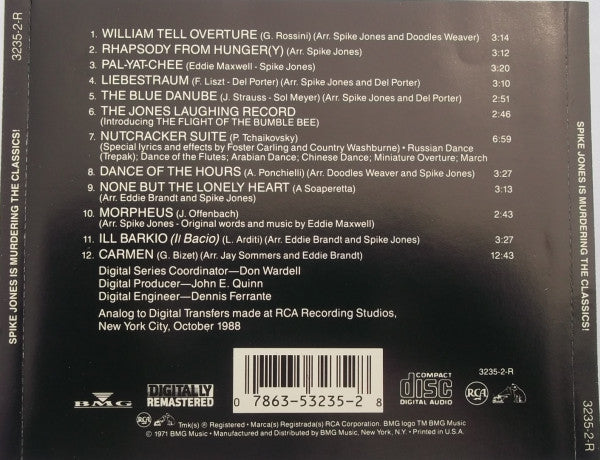 3235-2-R
SPIKE JONES IS MURDERING THE CLASSICS!
1. WILLIAM TELL OVERTURE (G. Rossini) (Arr. Spike Jones and Doodles Weaver) 3:14
2. RHAPSODY FROM HUNGER(Y) (Arr. Spike Jones) 3:12
3. PAL-YAT-CHEE (Eddie Maxwell - Spike Jones) 3:20
4. LIEBESTRAUM (F. Liszt - Del Porter) (Arr. Spike Jones and Del Porter) 3:10
5. THE BLUE DANUBE (J. Strauss - Sol Meyer) (Arr. Spike Jones and Del Porter) 2:51
6. THE JONES LAUGHING RECORD 2:46
(Introducing THE FLIGHT OF THE BUMBLE BEE)
7. NUTCRACKER SUITE (P. Tchaikovsky) 6:59
(Special lyrics and effects by Foster Carling and Country Washburne) • Russian Dance
(Trepak); Dance of the Flutes; Arabian Dance; Chinese Dance; Miniature Overture; March
8. DANCE OF THE HOURS (A. Ponchielli) (Arr. Doodles Weaver and Spike Jones) 3:27
9. NONE BUT THE LONELY HEART (A Soaperetta) 3:13
(Arr. Eddie Brandt and Spike Jones)
10. MORPHEUS (J. Offenbach) 2:43
(Arr. Spike Jones - Original words and music by Eddie Maxwell)
11. ILL BARKIO (Il Bacio) (L. Arditi) (Arr. Eddie Brandt and Spike Jones) 3:27
12. CARMEN (G. Bizet) (Arr. Jay Sommers and Eddie Brandt) 12:43
Digital Series Coordinator—Don Wardell
Digital Producer—John E. Quinn
Digital Engineer—Dennis Ferrante
Analog to Digital Transfers made at RCA Recording Studios,
New York City, October 1988
BMG
DIGITALLY
REMASTERED
0 7863-53235-2 8
COMPACT
disc
DIGITAL AUDIO
3235-2-R
RCA
RCA Tmk(s) ® Registered • Marca(s) Registrada(s) RCA Corporation. BMG logo TM BMG Music
© 1971 BMG Music • Manufactured and Distributed by BMG Music, New York, N.Y. • Printed in U.S.A.
SPIKE JONES IS MURDERING THE CLASSICS!
3235-2-R